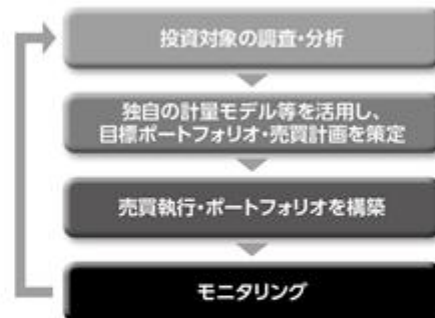 投資対象の調査・分析
独自の計量モデル等を活用し、
目標ポートフォリオ・売買計画を策定
売買執行・ポートフォリオを構築
モニタリング